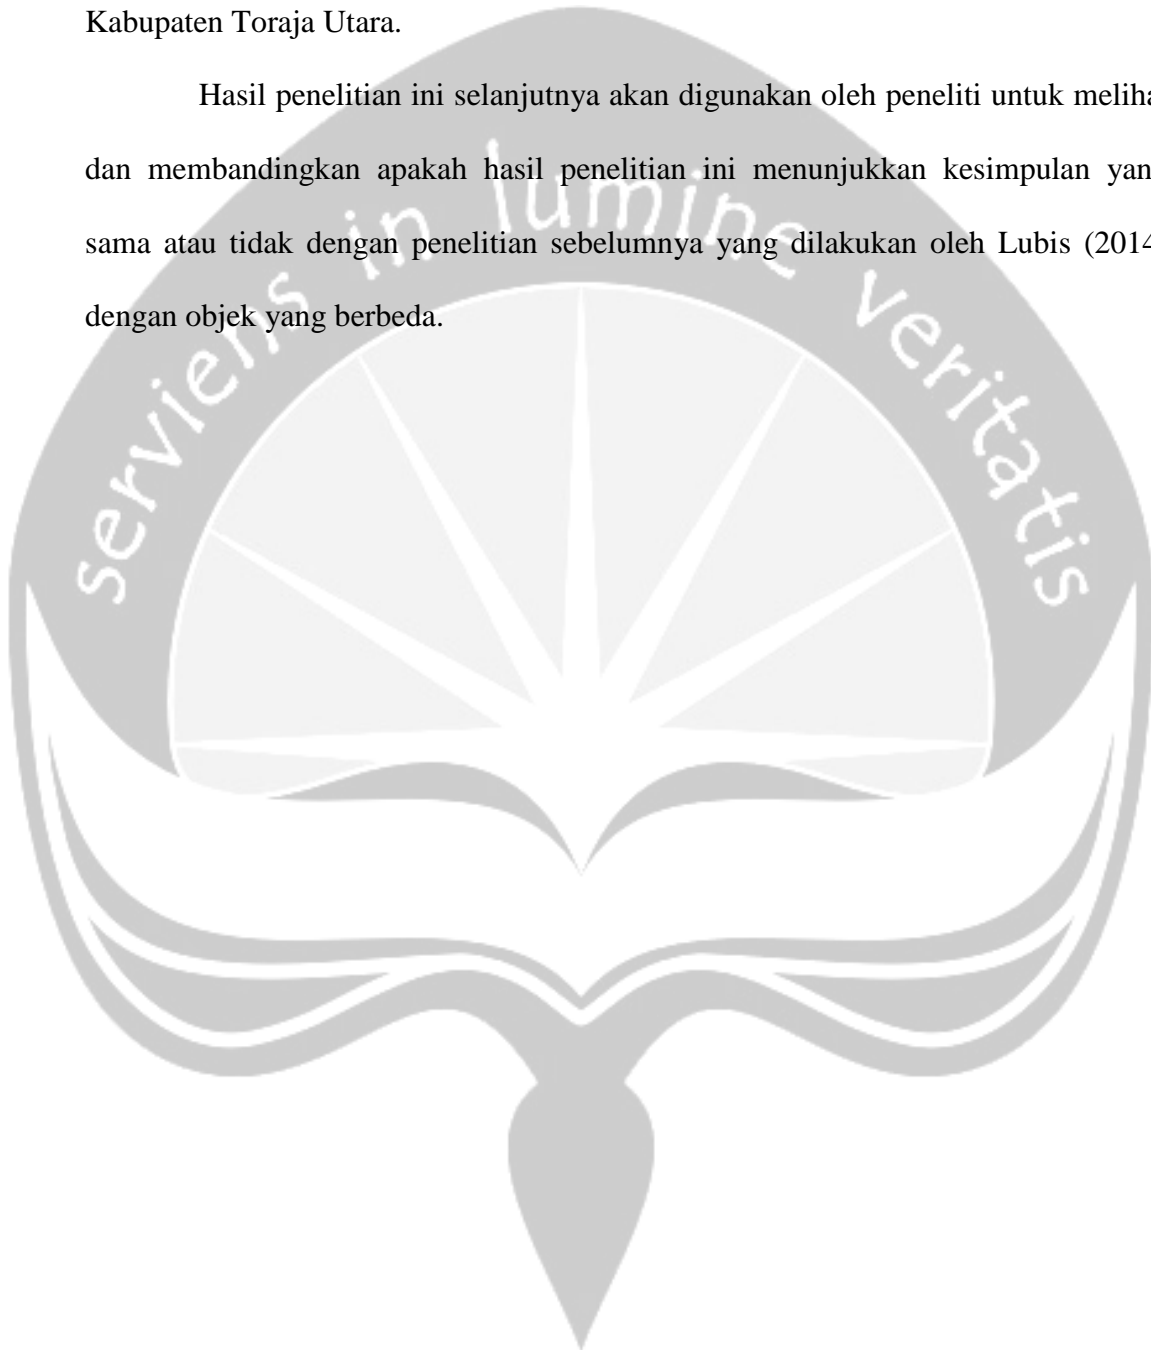 Kabupaten Toraja Utara.
Hasil penelitian ini selanjutnya akan digunakan oleh peneliti untuk meliha
dan membandingkan apakah hasil penelitian ini menunjukkan kesimpulan yan
sama atau tidak dengan penelitian sebelumnya yang dilakukan oleh Lubis (2014
dengan objek yang berbeda.
serviens in lumine veritatis